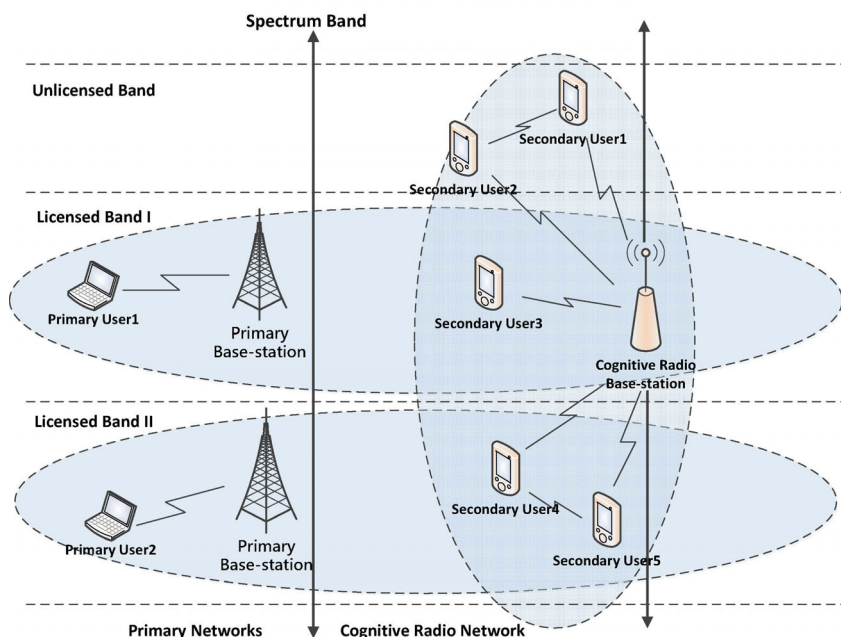 Spectrum Band
Unlicensed Band
Secondary User1
Secondary User2
Licensed Band I
Primary User1
Primary
Base-station
Secondary User3
Cognitive Radio
Base-station
Licensed Band II
Primary User2
Primary
Base-station
Secondary User4
Secondary User5
Primary Networks
Cognitive Radio Network